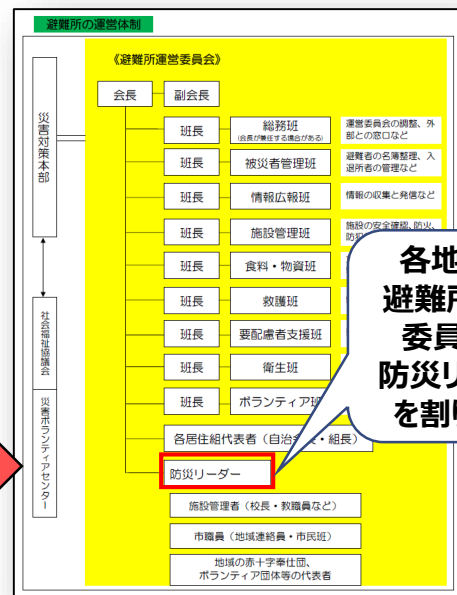 避難所の運営体制
《避難所運営委員会》
会長
副会長
災害対策本部
班長
総務班
(会長が兼任する場合がある)
運営委員会の調整、外
部との窓口など
班長
被災者管理班
避難者の名簿整理、入
退所者の管理など
班長
情報広報班
情報の収集と発信など
班長
施設管理班
施設の安全確認、防火、
班長
食料・物資班
班長
救護班
班長
要配慮者支援班
班長
衛生班
班長
ボランティア班
各地
避難所
委員
防災リ
を割り
社会福祉協議会
災害ボランティアセンター
各居住組代表者（自治会長・組長）
防災リーダー
施設管理者（校長・教職員など）
市職員（地域連絡員・市民班）
地域の赤十字奉仕団、
ボランティア団体等の代表者